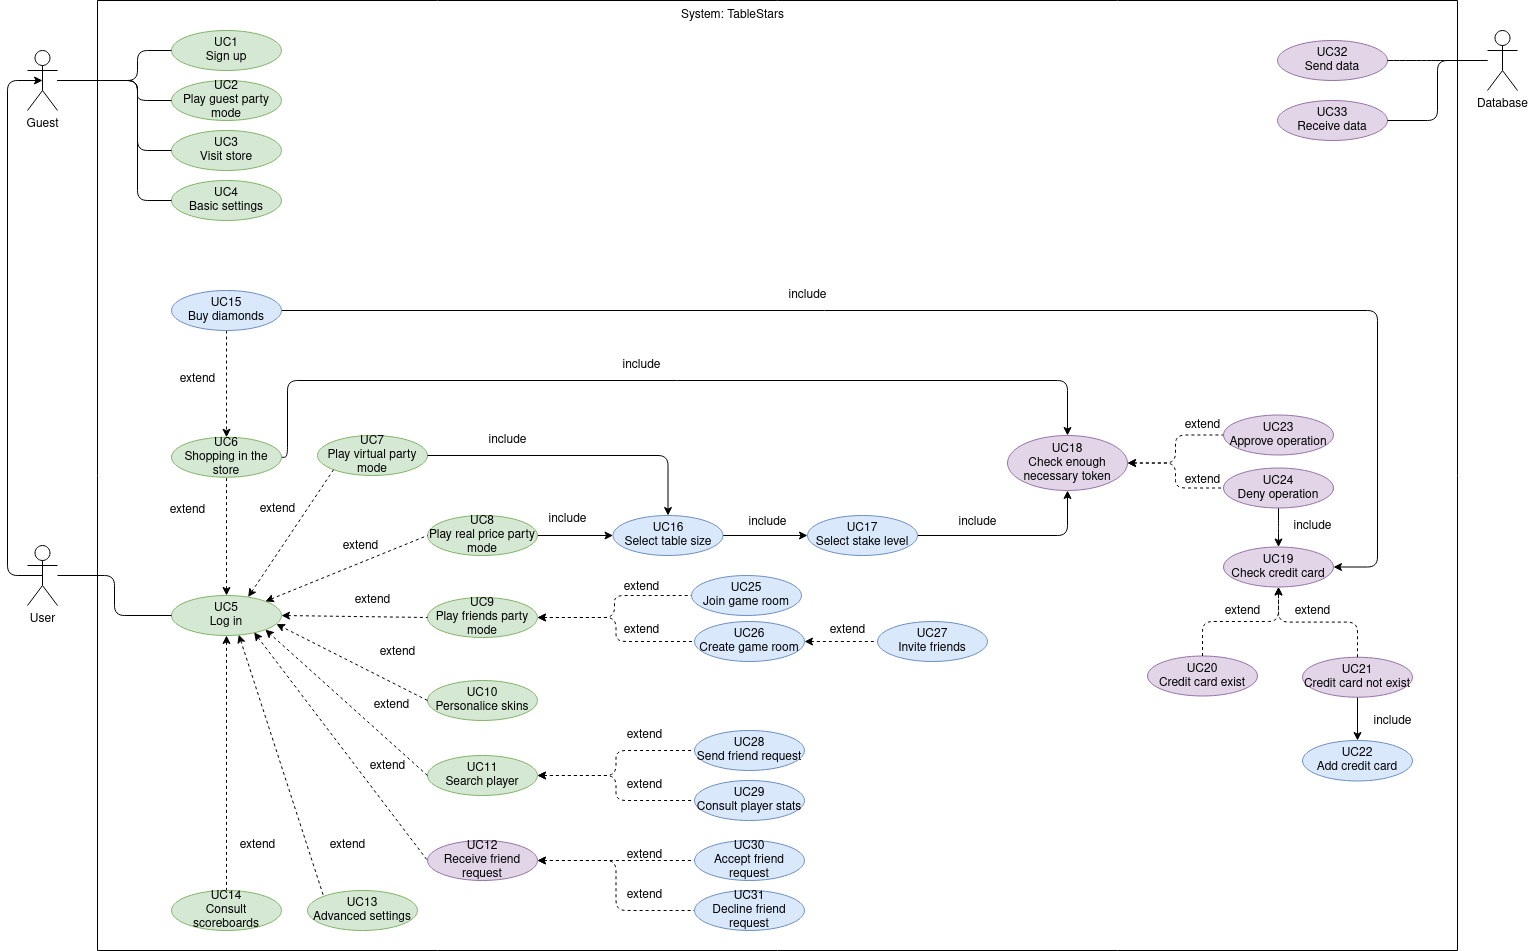 System: TableStars
UC1
Sign up
UC2
Play guest party
mode
UC3
Visit store
UC4
Basic settings
Guest
UC32
Send data
UC33
Receive data
Database
UC15
Buy diamonds
include
extend
include
UC6
Shopping in the
store
UC7
Play virtual party
mode
include
UC18
Check enough
necessary token
extend
UC23
Approve operation
extend
UC24
Deny operation
extend
extend
UC8
Play real price party
mode
include
UC16
Select table size
include
UC17
Select stake level
include
include
extend
UC19
Check credit card
User
UC5
Log in
extend
UC9
Play friends party
mode
extend
UC25
Join game room
extend
UC26
Create game room
extend
UC27
Invite friends
extend
extend
UC20
Credit card exist
UC21
Credit card not exist
include
UC22
Add credit card
extend
UC10
Personalice skins
extend
UC11
Search player
extend
UC28
Send friend request
extend
UC29
Consult player stats
extend
UC12
Receive friend
request
extend
UC30
Accept friend
request
extend
UC31
Decline friend
request
extend
extend
UC14
Consult
scoreboards
UC13
Advanced settings